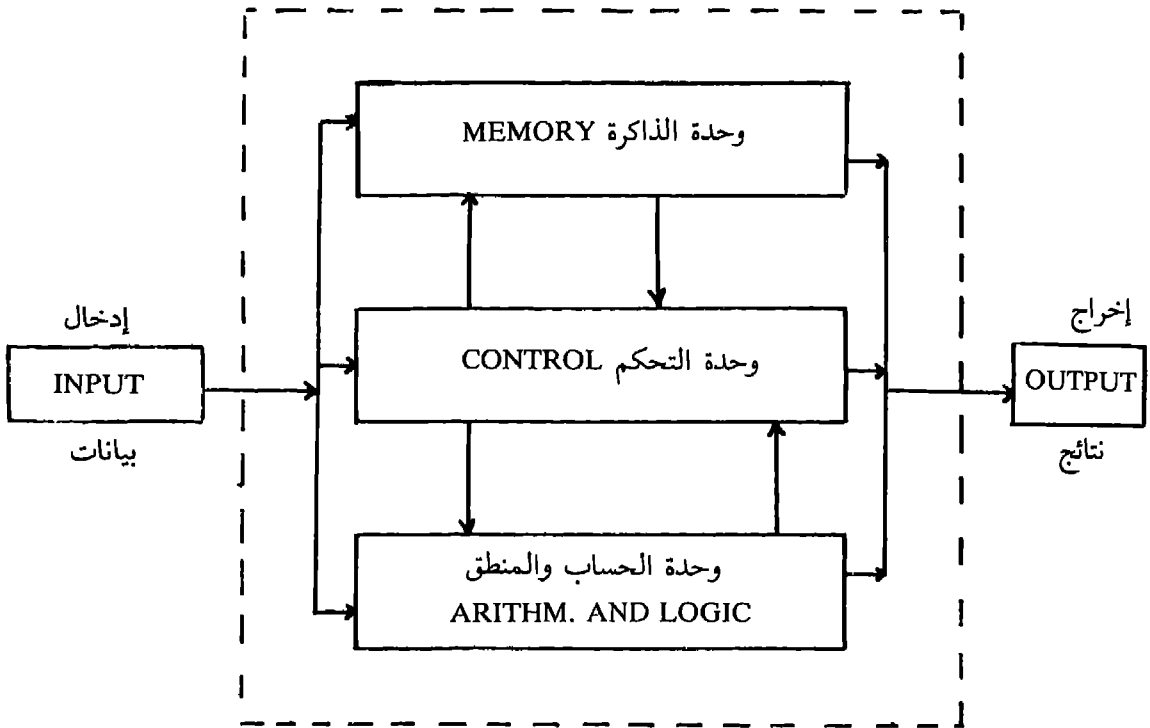 وحدة الذاكرة MEMORY
إدخال
INPUT
بيانات
وحدة التحكم CONTROL
إخراج
OUTPUT
نتائج
وحدة الحساب والمنطق
ARITHM. AND LOGIC